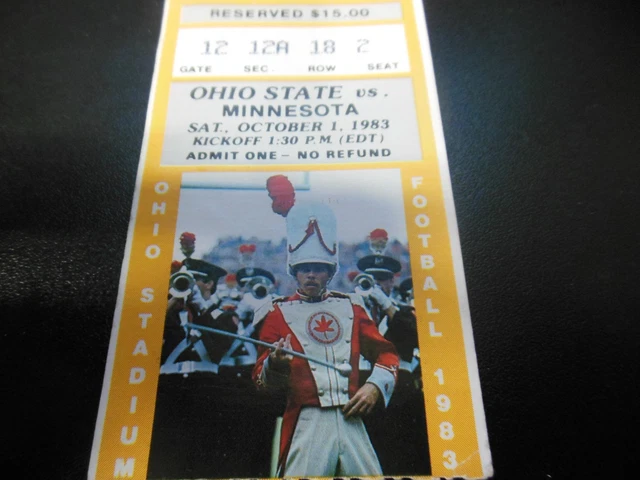 RESERVED $15.00
12 12A 18 2
GATE SEC. ROW SEAT
OHIO STATE vs.
MINNESOTA
SAT., OCTOBER 1, 1983
KICKOFF 1:30 P.M. (EDT)
ADMIT ONE - NO REFUND
OHIO STADIUM
FOOTBALL 1983